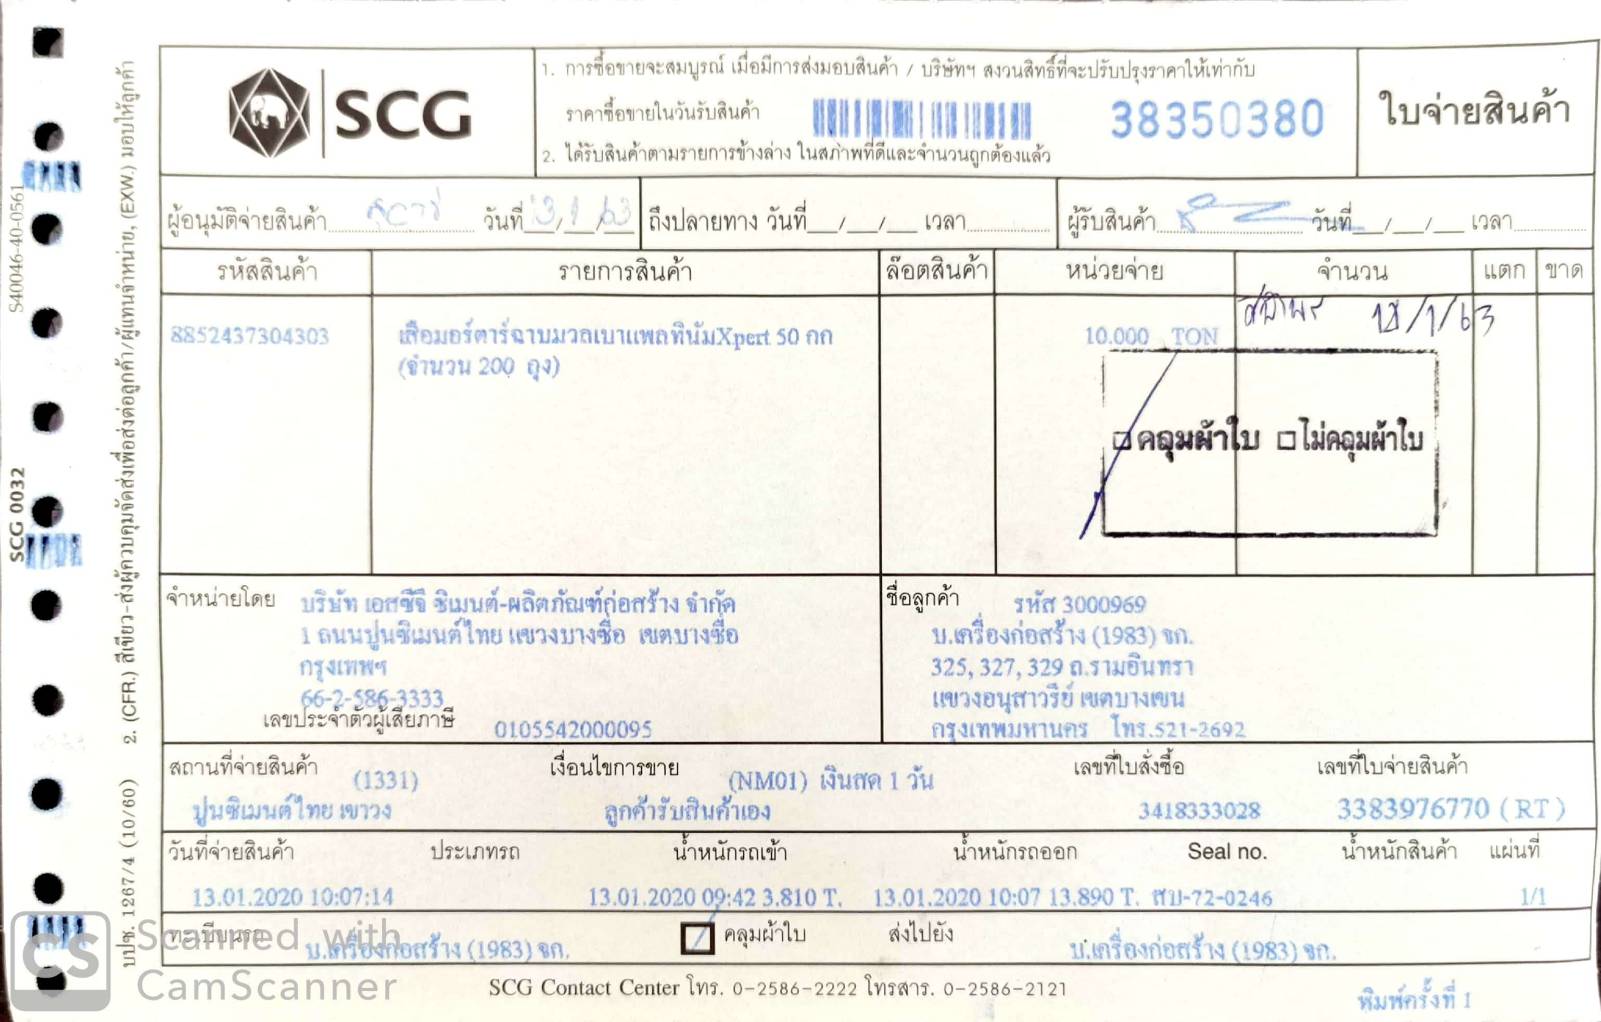 SCG
1. การซื้อขายจะสมบูรณ์ เมื่อมีการส่งมอบสินค้า / บริษัทฯ สงวนสิทธิ์ที่จะปรับปรุงราคาให้เท่ากับ
ราคาซื้อขายในวันรับสินค้า
38350380
2. ได้รับสินค้าตามรายการข้างล่าง ในสภาพที่ดีและจำนวนถูกต้องแล้ว
ใบจ่ายสินค้า
ผู้อนุมัติจ่ายสินค้า วันที่ 13/1/63 ถึงปลายทาง วันที่__/__/__ เวลา ผู้รับสินค้า วันที่__/__/__ เวลา
รหัสสินค้า รายการสินค้า ล๊อตสินค้า หน่วยจ่าย จำนวน แตก ขาด
13/1/63
8852437304303 เสือมอร์ตาร์ฉาบมวลเบาแพลทินัมXpert 50 กก 10.000 TON
(จำนวน 200 ถุง)
คลุมผ้าใบ ไม่คลุมผ้าใบ
จำหน่ายโดย บริษัท เอสซีจี ซิเมนต์-ผลิตภัณฑ์ก่อสร้าง จำกัด
1 ถนนปูนซิเมนต์ไทย แขวงบางซื่อ เขตบางซื่อ
กรุงเทพฯ
66-2-586-3333
เลขประจำตัวผู้เสียภาษี 0105542000095
ชื่อลูกค้า รหัส 3000969
บ.เครื่องก่อสร้าง (1983) จก.
325, 327, 329 ถ.รามอินทรา
แขวงอนุสาวรีย์ เขตบางเขน
กรุงเทพมหานคร โทร.521-2692
สถานที่จ่ายสินค้า (1331) เงื่อนไขการขาย (NM01) เงินสด 1 วัน เลขที่ใบสั่งซื้อ เลขที่ใบจ่ายสินค้า
ปูนซิเมนต์ไทย เขาวง ลูกค้ารับสินค้าเอง 3418333028 3383976770 (RT)
วันที่จ่ายสินค้า ประเภทรถ น้ำหนักรถเข้า น้ำหนักรถออก Seal no. น้ำหนักสินค้า แผ่นที่
13.01.2020 10:07:14 13.01.2020 09:42 3.810 T. 13.01.2020 10:07 13.890 T. สบ-72-0246 1/1
ทะเบียนรถ บ.เครื่องก่อสร้าง (1983) จก. คลุมผ้าใบ ส่งไปยัง บ.เครื่องก่อสร้าง (1983) จก.
SCG Contact Center โทร. 0-2586-2222 โทรสาร. 0-2586-2121
พิมพ์ครั้งที่ 1
S40046-40-0561
SCG 0032
บปช. 1267/4 (10/60) 2. (CFR.) สีเขียว-ส่งผู้ควบคุมจัดส่งเพื่อส่งต่อลูกค้า/ผู้แทนจำหน่าย, (EXW.) มอบให้ลูกค้า
CS Scanned with
CamScanner